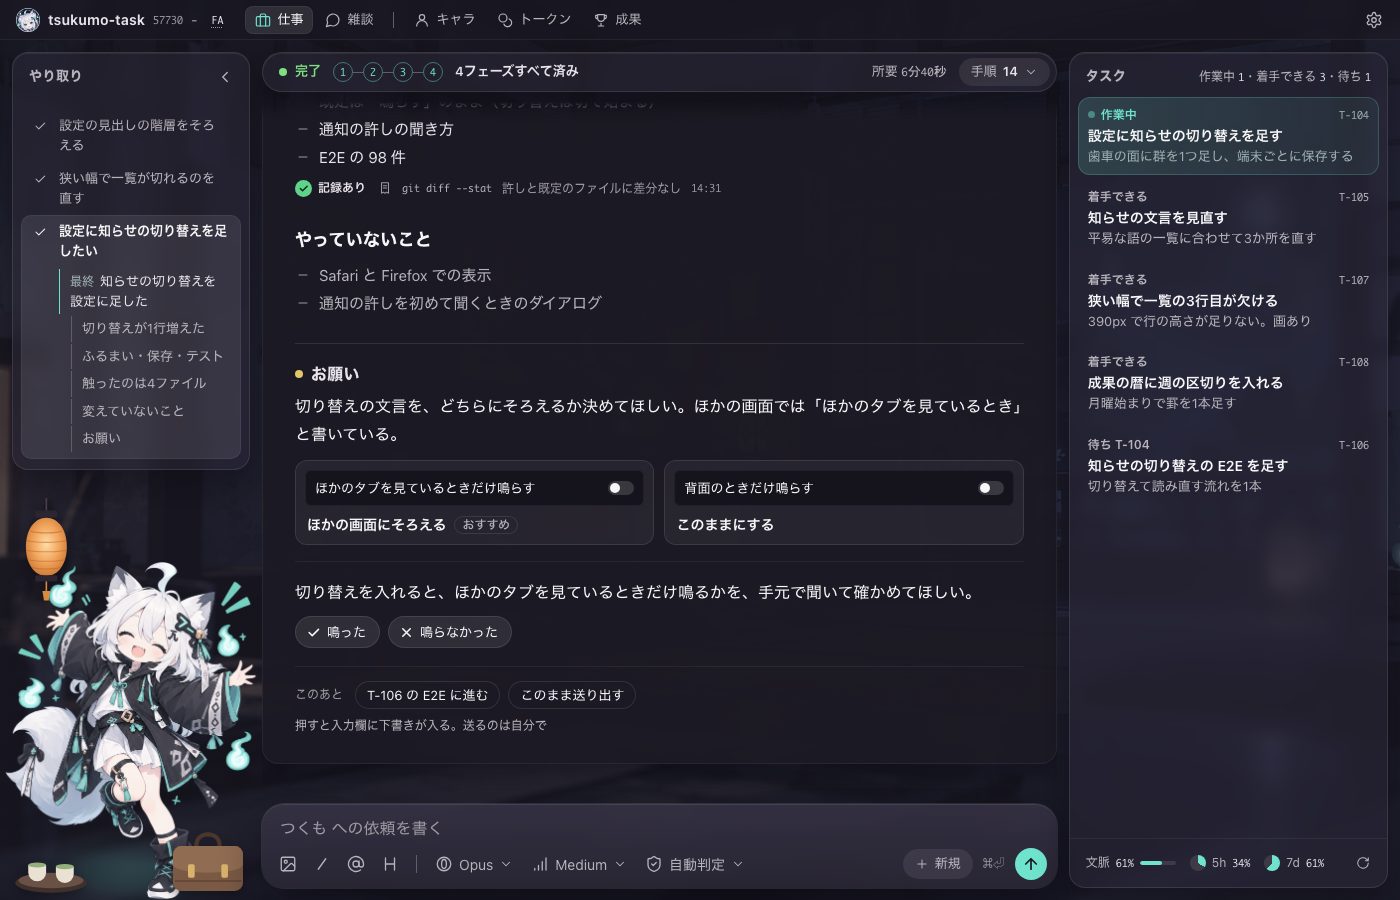 tsukumo-task 57730 - FA 仕事 雑談 キャラ トークン 成果
やり取り
設定の見出しの階層をそろ
える
狭い幅で一覧が切れるのを
直す
設定に知らせの切り替えを足
したい
最終 知らせの切り替えを
設定に足した
切り替えが1行増えた
ふるまい・保存・テスト
触ったのは4ファイル
変えていないこと
お願い
完了 1 2 3 4 4フェーズすべて済み 所要 6分40秒 手順 14
通知の許しの聞き方
E2E の 98 件
記録あり git diff --stat 許しと既定のファイルに差分なし 14:31
やっていないこと
Safari と Firefox での表示
通知の許しを初めて聞くときのダイアログ
お願い
切り替えの文言を、どちらにそろえるか決めてほしい。ほかの画面では「ほかのタブを見ているとき」
と書いている。
ほかのタブを見ているときだけ鳴らす
ほかの画面にそろえる おすすめ
背面のときだけ鳴らす
このままにする
切り替えを入れると、ほかのタブを見ているときだけ鳴るかを、手元で聞いて確かめてほしい。
鳴った 鳴らなかった
このあと T-106 の E2E に進む このまま送り出す
押すと入力欄に下書きが入る。送るのは自分で
つくも への依頼を書く
Opus Medium 自動判定 新規 ⌘⏎
タスク 作業中 1・着手できる 3・待ち 1
作業中 T-104
設定に知らせの切り替えを足す
歯車の面に群を1つ足し、端末ごとに保存する
着手できる T-105
知らせの文言を見直す
平易な語の一覧に合わせて3か所を直す
着手できる T-107
狭い幅で一覧の3行目が欠ける
390px で行の高さが足りない。画あり
着手できる T-108
成果の暦に週の区切りを入れる
月曜始まりで罫を1本足す
待ち T-104 T-106
知らせの切り替えの E2E を足す
切り替えて読み直す流れを1本
文脈 61% 5h 34% 7d 61%